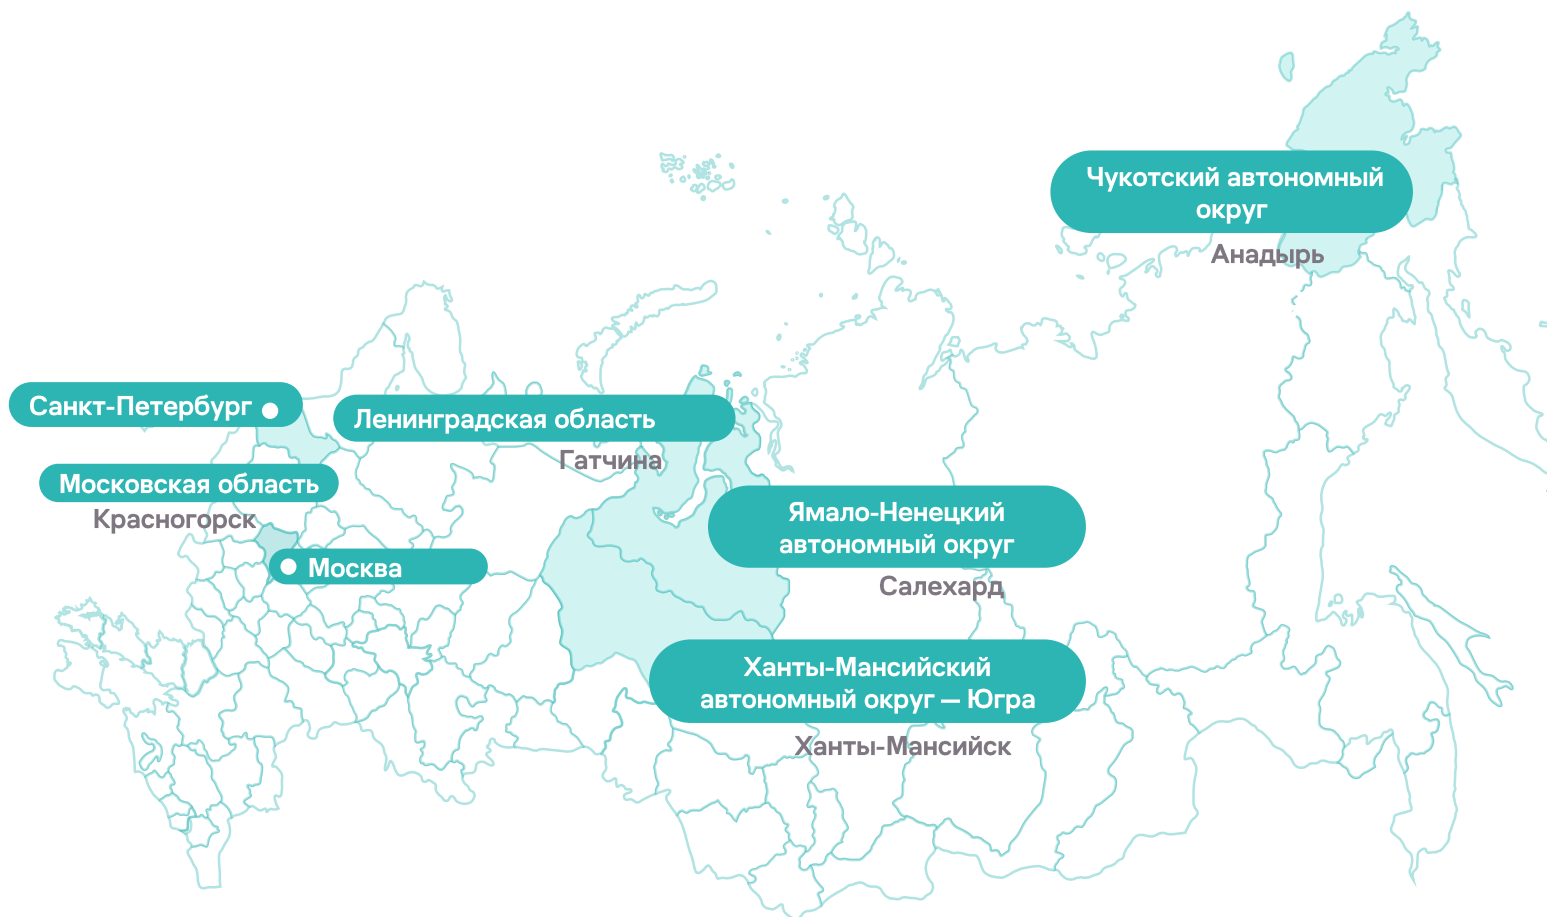 Чукотский автономный
округ
Анадырь
Санкт-Петербург
Ленинградская область
Гатчина
Московская область
Красногорск
Москва
Ямало-Ненецкий
автономный округ
Салехард
Ханты-Мансийский
автономный округ – Югра
Ханты-Мансийск